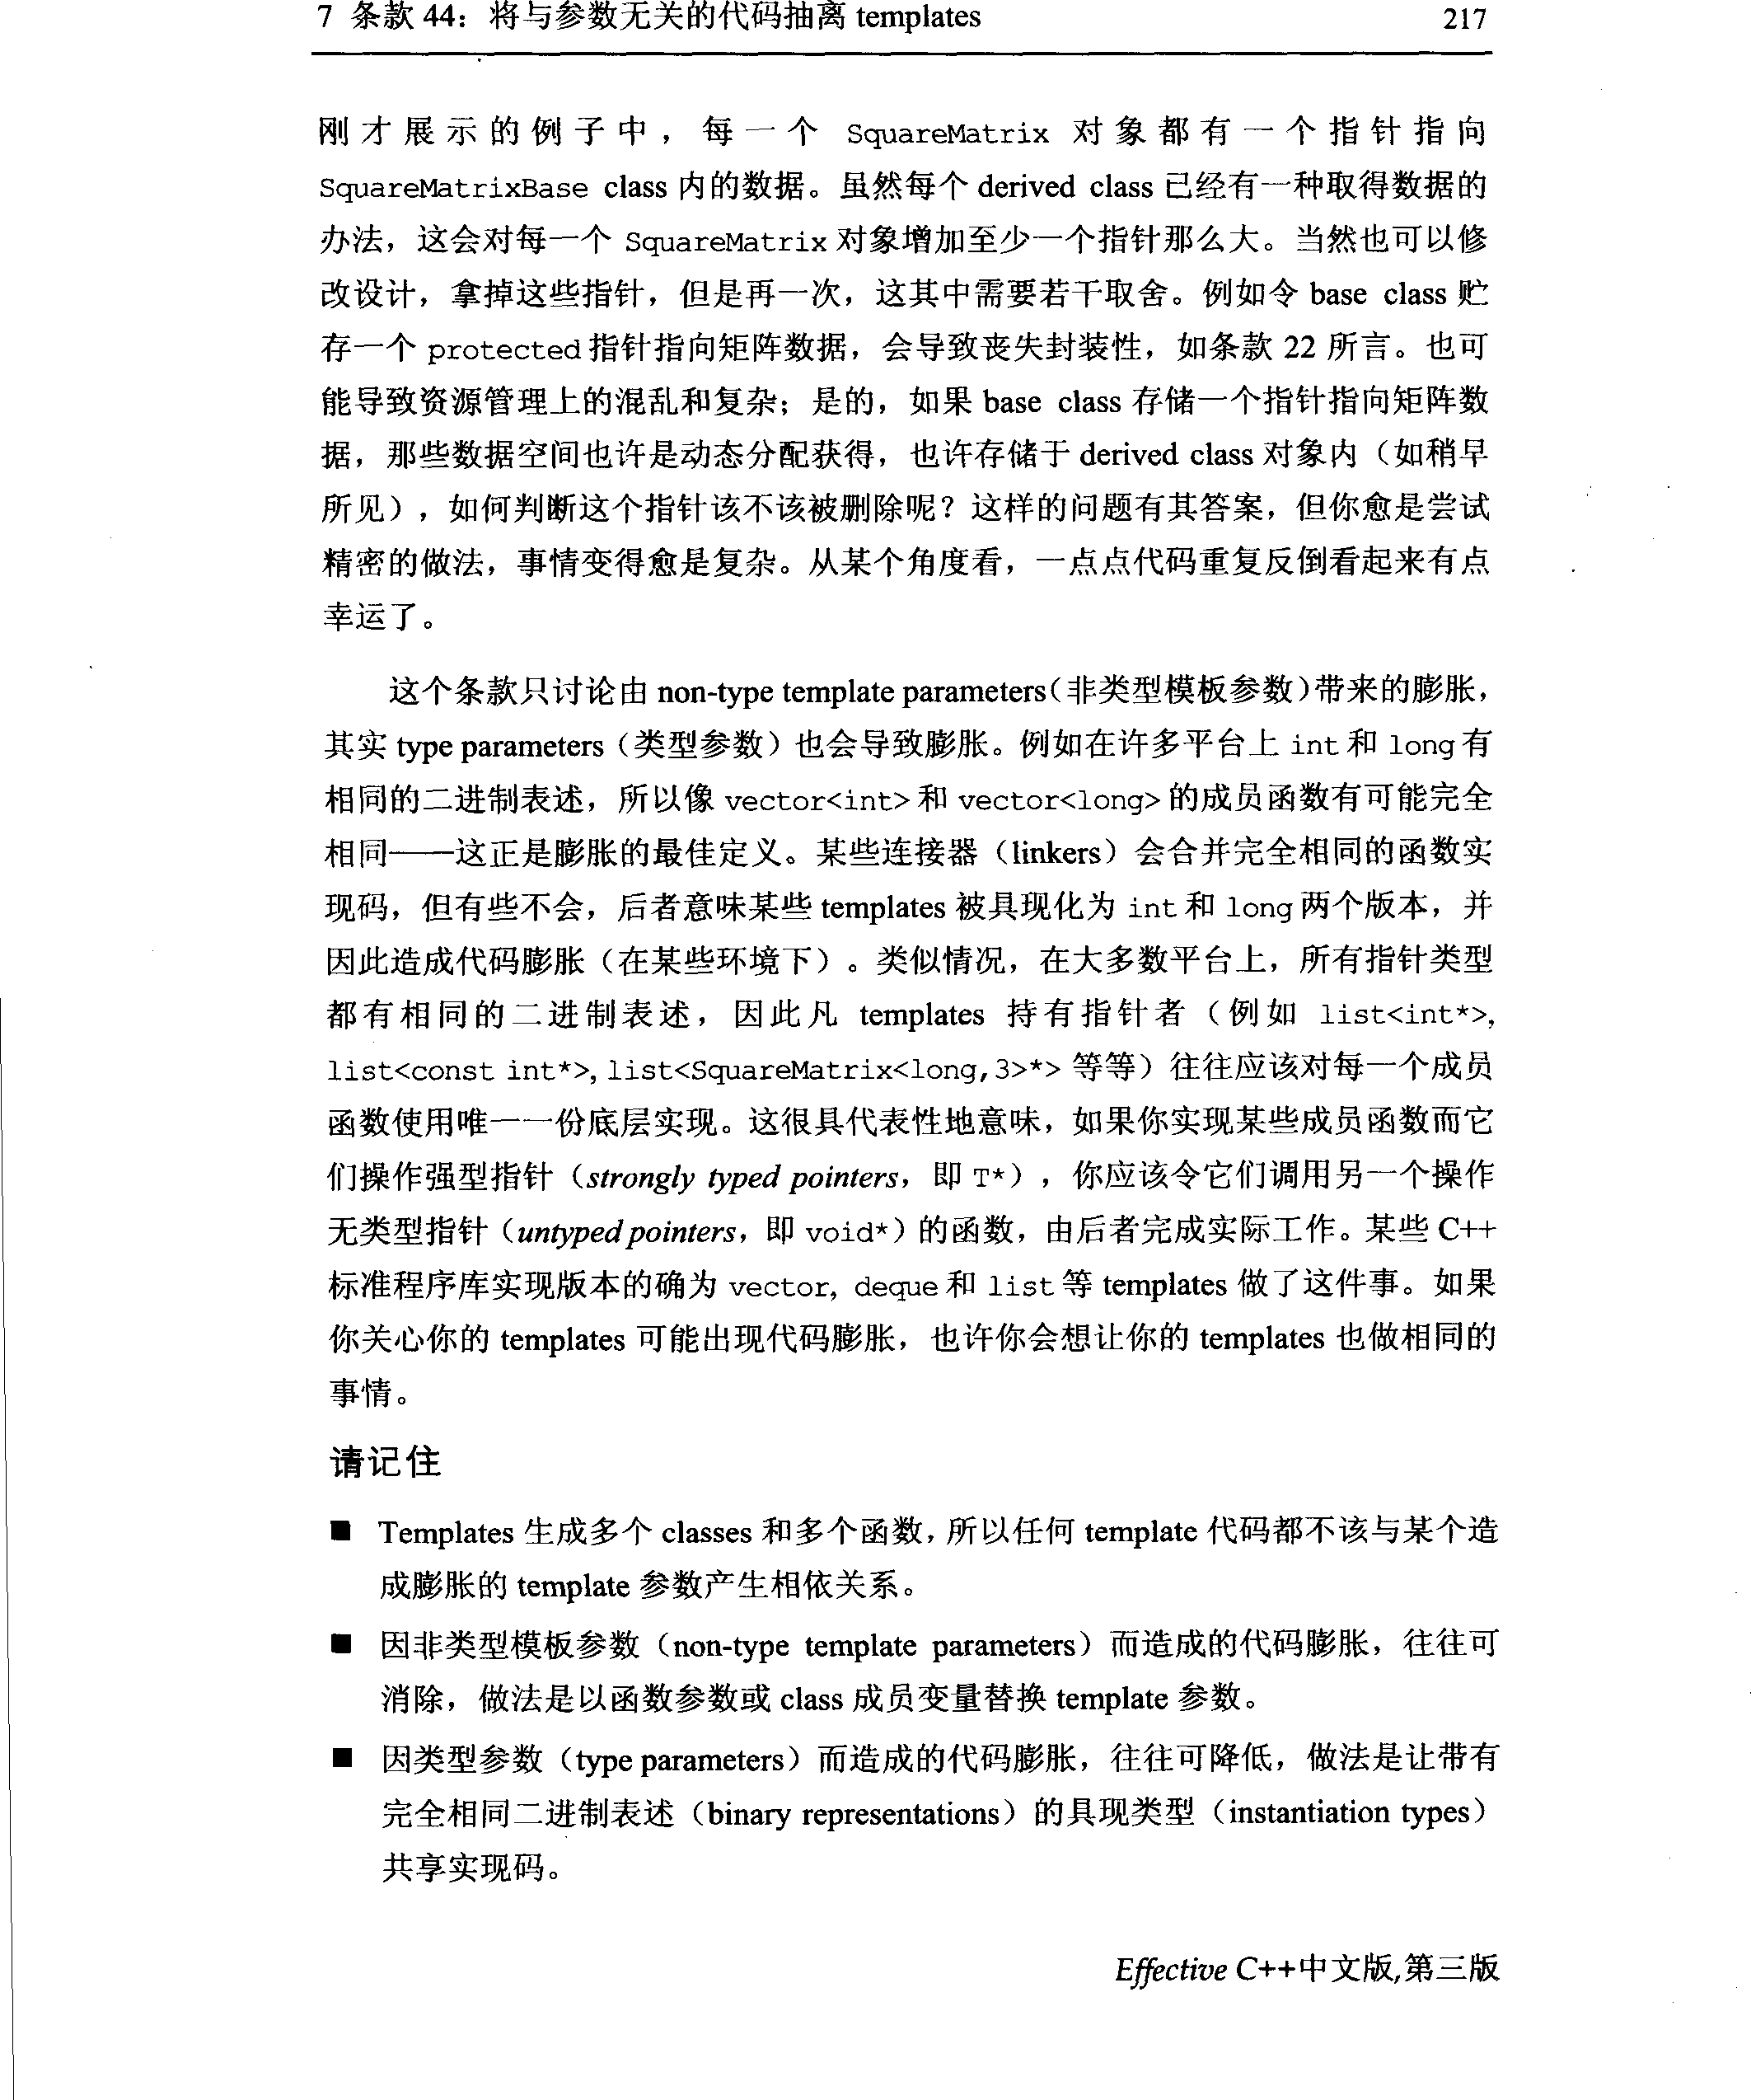 7 条款 44：将与参数无关的代码抽离 templates 217
刚才展示的例子中，每一个 SquareMatrix 对象都有一个指针指向
SquareMatrixBase class 内的数据。虽然每个 derived class 已经有一种取得数据的
办法，这会对每一个 SquareMatrix 对象增加至少一个指针那么大。当然也可以修
改设计，拿掉这些指针，但是再一次，这其中需要若干取舍。例如令 base class 贮
存一个 protected 指针指向矩阵数据，会导致丧失封装性，如条款 22 所言。也可
能导致资源管理上的混乱和复杂；是的，如果 base class 存储一个指针指向矩阵数
据，那些数据空间也许是动态分配获得，也许存储于 derived class 对象内（如稍早
所见），如何判断这个指针该不该被删除呢？这样的问题有其答案，但你愈是尝试
精密的做法，事情变得愈是复杂。从某个角度看，一点点代码重复反倒看起来有点
幸运了。
这个条款只讨论由 non-type template parameters（非类型模板参数）带来的膨胀，
其实 type parameters（类型参数）也会导致膨胀。例如在许多平台上 int 和 long 有
相同的二进制表述，所以像 vector<int> 和 vector<long> 的成员函数有可能完全
相同——这正是膨胀的最佳定义。某些连接器（linkers）会合并完全相同的函数实
现码，但有些不会，后者意味某些 templates 被具现化为 int 和 long 两个版本，并
因此造成代码膨胀（在某些环境下）。类似情况，在大多数平台上，所有指针类型
都有相同的二进制表述，因此凡 templates 持有指针者（例如 list<int*>,
list<const int*>, list<SquareMatrix<long,3>*> 等等）往往应该对每一个成员
函数使用唯一一份底层实现。这很具代表性地意味，如果你实现某些成员函数而它
们操作强型指针（strongly typed pointers，即 T*），你应该令它们调用另一个操作
无类型指针（untyped pointers，即 void*）的函数，由后者完成实际工作。某些 C++
标准程序库实现版本的确为 vector, deque 和 list 等 templates 做了这件事。如果
你关心你的 templates 可能出现代码膨胀，也许你会想让你的 templates 也做相同的
事情。
请记住
■ Templates 生成多个 classes 和多个函数，所以任何 template 代码都不该与某个造
成膨胀的 template 参数产生相依关系。
■ 因非类型模板参数（non-type template parameters）而造成的代码膨胀，往往可
消除，做法是以函数参数或 class 成员变量替换 template 参数。
■ 因类型参数（type parameters）而造成的代码膨胀，往往可降低，做法是让带有
完全相同二进制表述（binary representations）的具现类型（instantiation types）
共享实现码。
Effective C++中文版,第三版